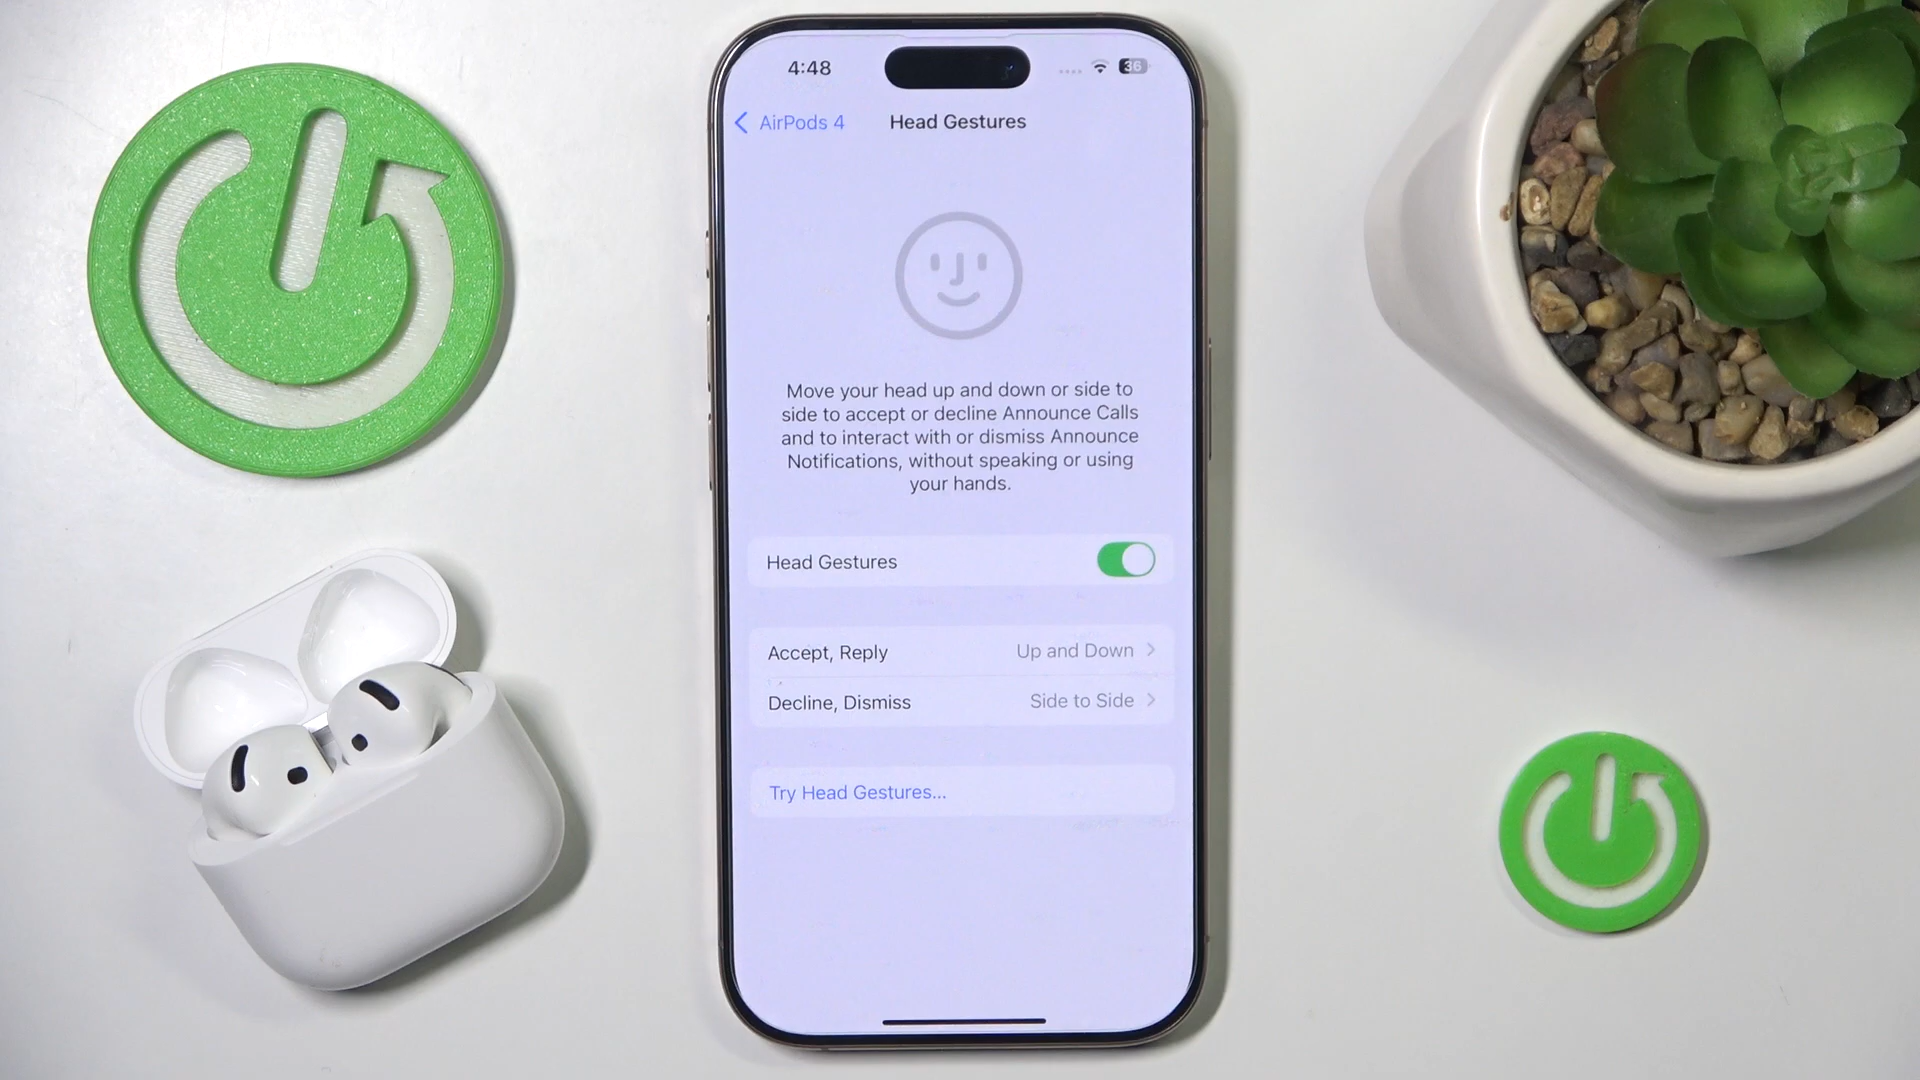 4:48
36
AirPods 4
Head Gestures
Move your head up and down or side to
side to accept or decline Announce Calls
and to interact with or dismiss Announce
Notifications, without speaking or using
your hands.
Head Gestures
Accept, Reply Up and Down
Decline, Dismiss Side to Side
Try Head Gestures...